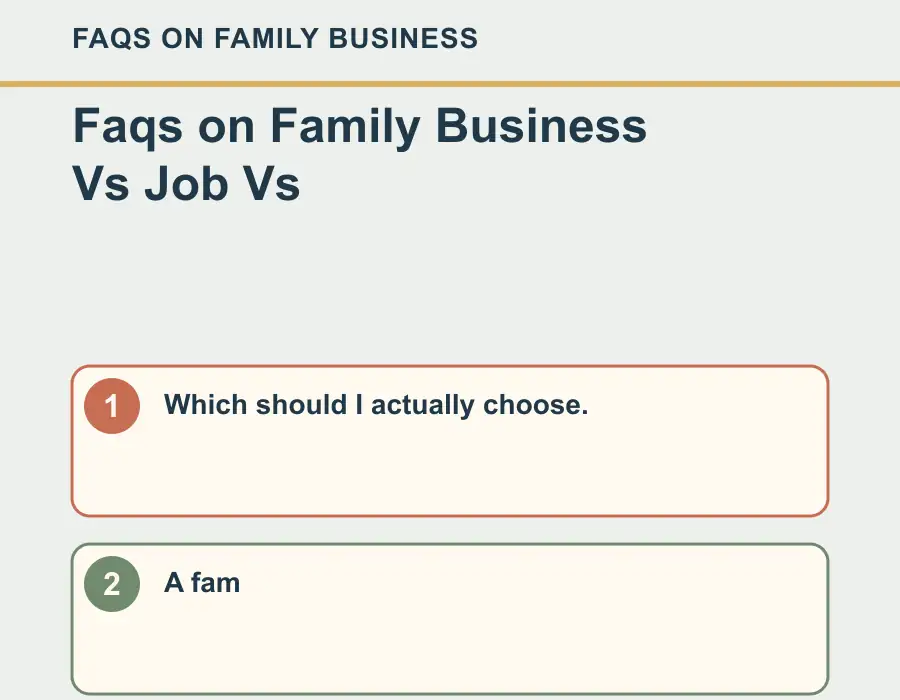 FAQS ON FAMILY BUSINESS
Faqs on Family Business
Vs Job Vs
1
Which should I actually choose.
2
A fam